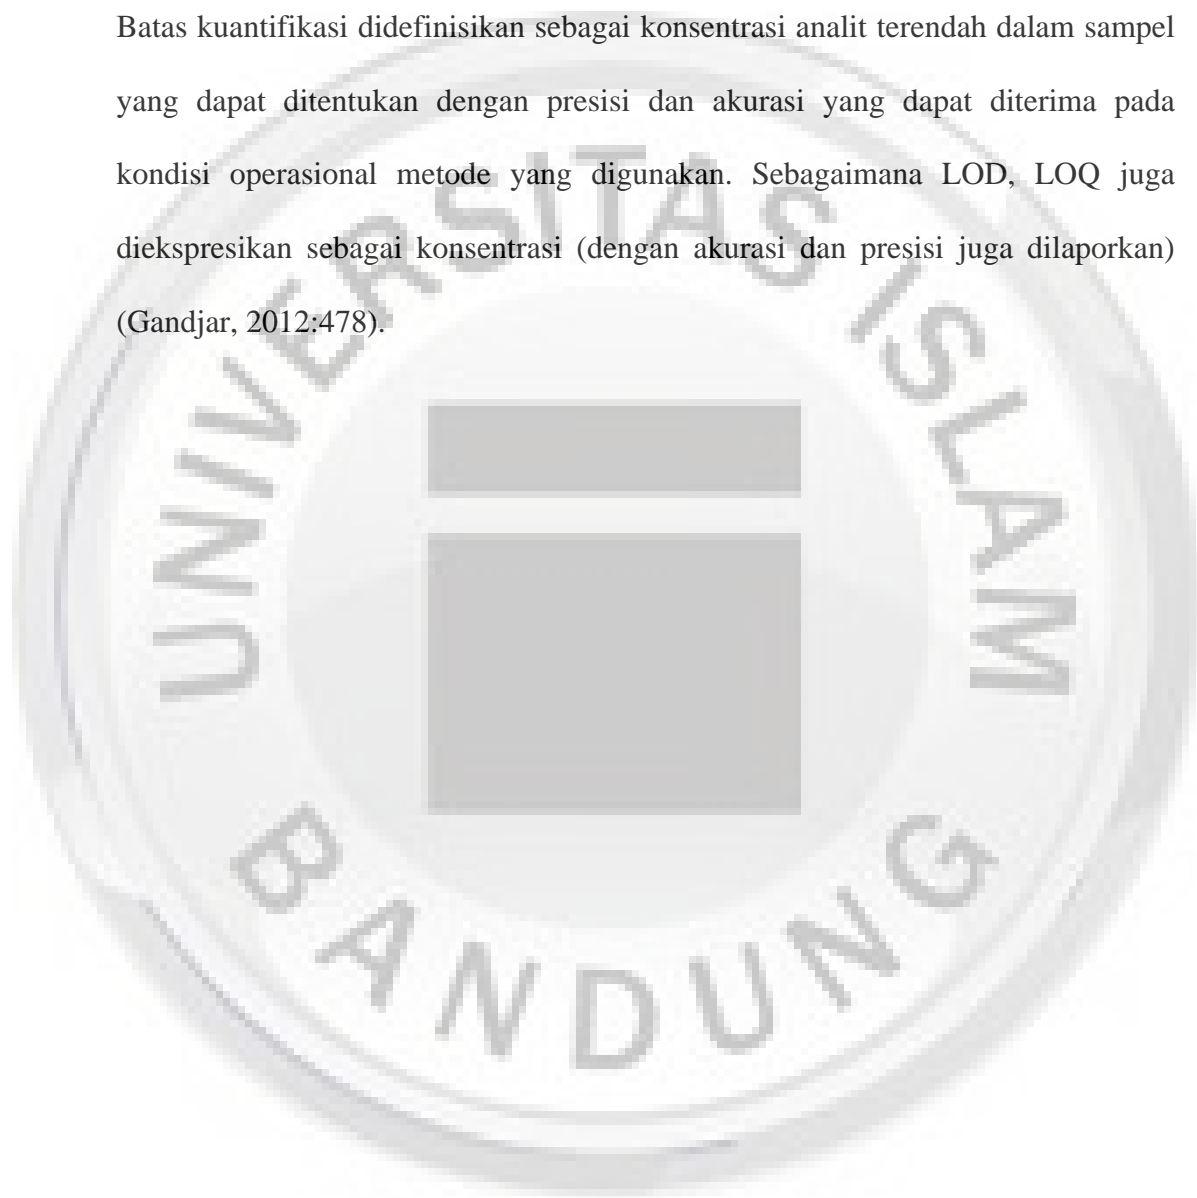 Batas kuantifikasi didefinisikan sebagai konsentrasi analit terendah dalam sampel
yang dapat ditentukan dengan presisi dan akurasi yang dapat diterima pada
kondisi operasional metode yang digunakan. Sebagaimana LOD, LOQ juga
diekspresikan sebagai konsentrasi (dengan akurasi dan presisi juga dilaporkan)
(Gandjar, 2012:478).
UNIVERSITAS ISLAM
BANDUNG